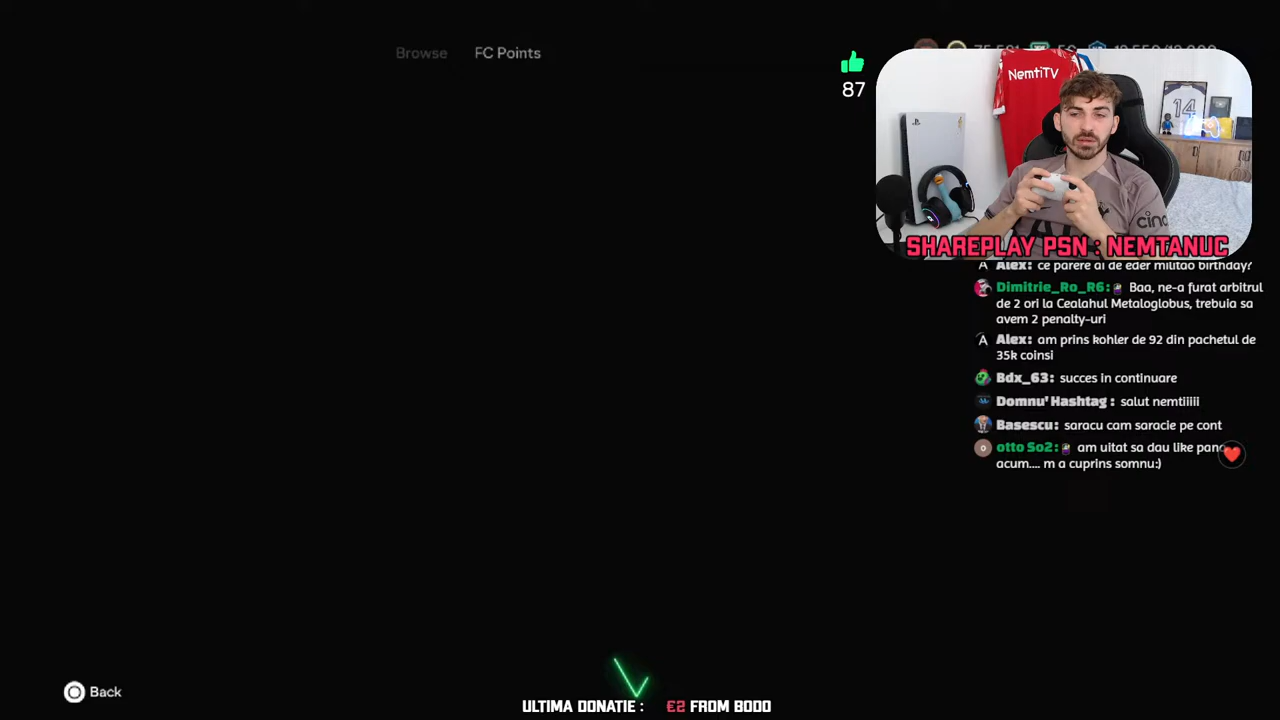 Browse FC Points
87
NemtiTV
14
cinc
SHAREPLAY PSN : NEMTANUC
Alex: ce parere ai de eder militao birthday?
Dimitrie_Ro_R6: Baa, ne-a furat arbitrul
de 2 ori la Cealahul Metaloglobus, trebuia sa
avem 2 penalty-uri
Alex: am prins kohler de 92 din pachetul de
35k coinsi
Bdx_63: succes in continuare
Domnu' Hashtag : salut nemtiiiii
Basescu: saracu cam saracie pe cont
otto So2: am uitat sa dau like pana
acum.... m a cuprins somnu:)
Back
ULTIMA DONATIE : €2 FROM BODO